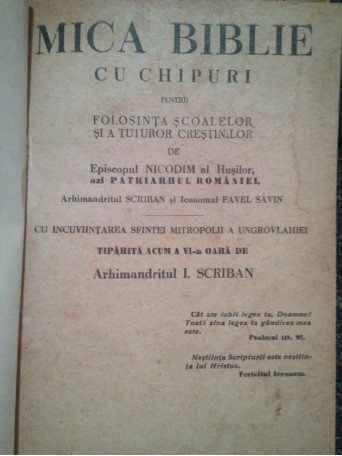 MICA BIBLIE
CU CHIPURI
PENTRU
FOLOSINȚA ȘCOALELOR
ȘI A TUTUROR CREȘTINILOR
DE
Episcopul NICODIM al Hușilor,
azi PATRIARHUL ROMÂNIEI,
Arhimandritul SCRIBAN și Iconomul PAVEL SAVIN
CU INCUVIINȚAREA SFINTEI MITROPOLII A UNGROVLAHIEI
TIPĂRITĂ ACUM A VI-a OARĂ DE
Arhimandritul I. SCRIBAN
Cât am iubit legea ta, Doamne!
Toată ziua legea ta gândirea mea
este.
Psalmul 118, 97.
Neștiința Scripturii este neștiin-
ța lui Hristos.
Fericitul Ieronem.